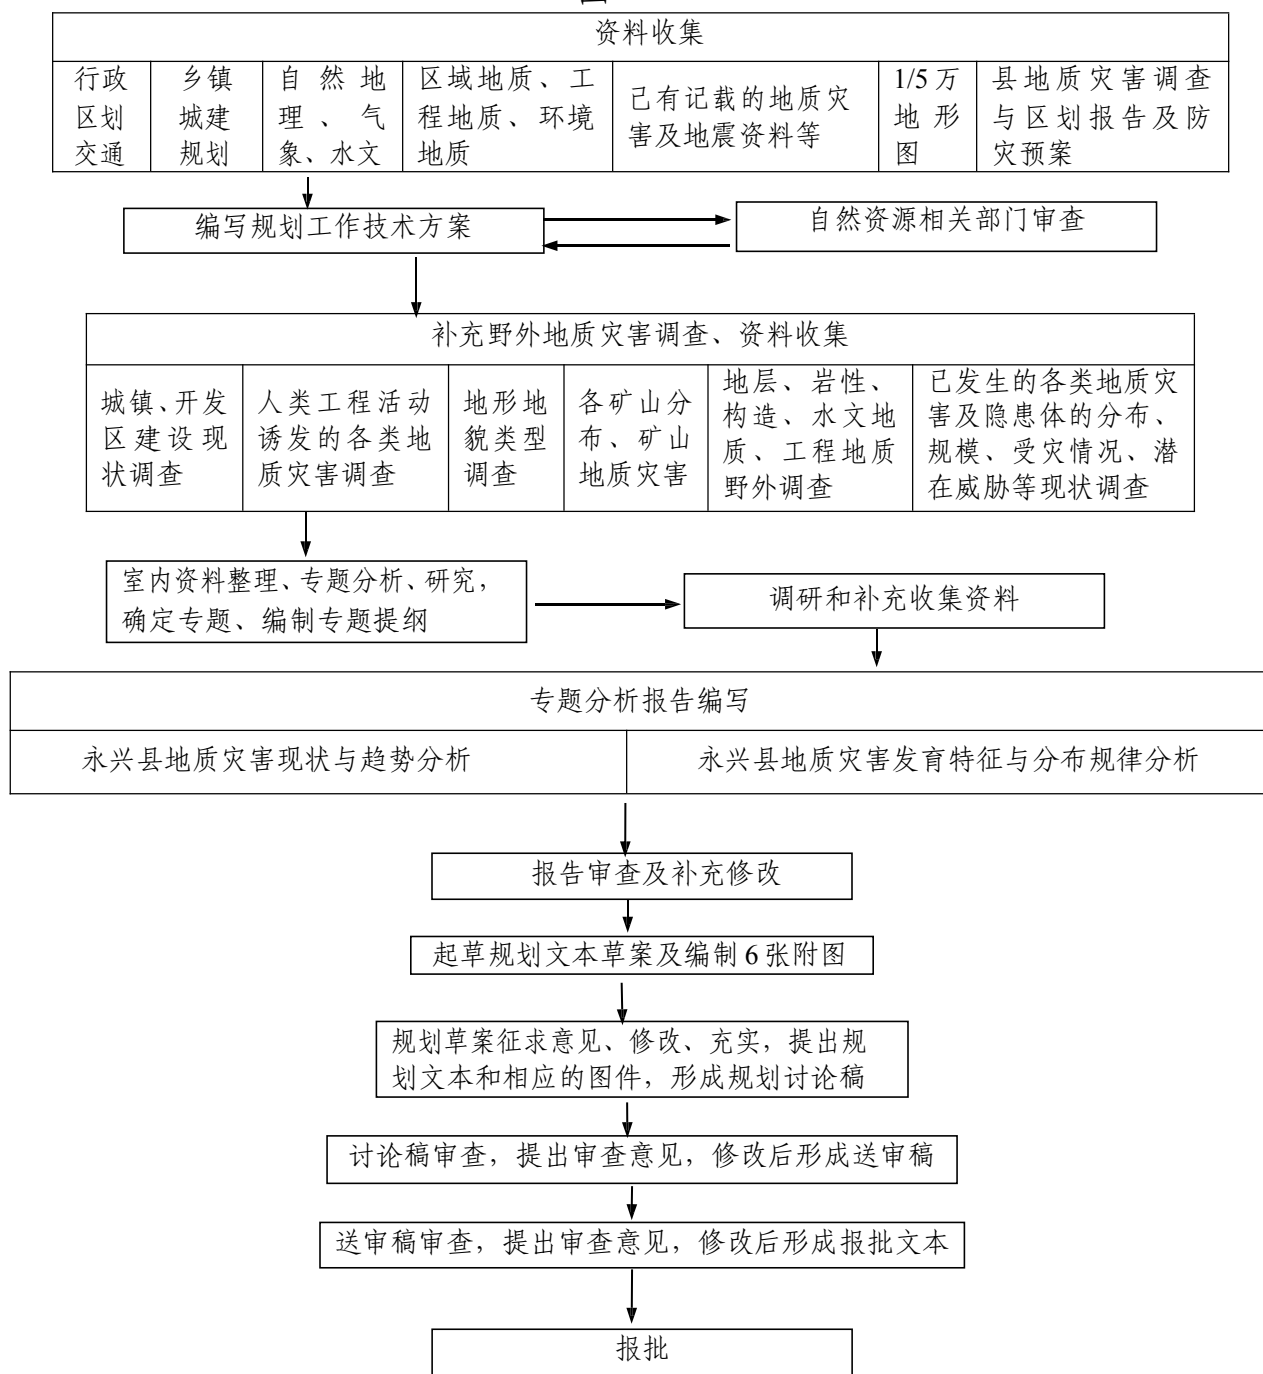 资料收集
行政
区划
交通
乡镇
城建
规划
自然地
理、气
象、水文
区域地质、工
程地质、环境
地质
已有记载的地质灾
害及地震资料等
1/5万
地形
图
县地质灾害调查
与区划报告及防
灾预案
编写规划工作技术方案
自然资源相关部门审查
补充野外地质灾害调查、资料收集
城镇、开发
区建设现
状调查
人类工程活动
诱发的各类地
质灾害调查
地形地
貌类型
调查
各矿山分
布、矿山
地质灾害
地层、岩性、
构造、水文地
质、工程地质
野外调查
已发生的各类地质灾
害及隐患体的分布、
规模、受灾情况、潜
在威胁等现状调查
室内资料整理、专题分析、研究，
确定专题、编制专题提纲
调研和补充收集资料
专题分析报告编写
永兴县地质灾害现状与趋势分析
永兴县地质灾害发育特征与分布规律分析
报告审查及补充修改
起草规划文本草案及编制6张附图
规划草案征求意见、修改、充实，提出规
划文本和相应的图件，形成规划讨论稿
讨论稿审查，提出审查意见，修改后形成送审稿
送审稿审查，提出审查意见，修改后形成报批文本
报批